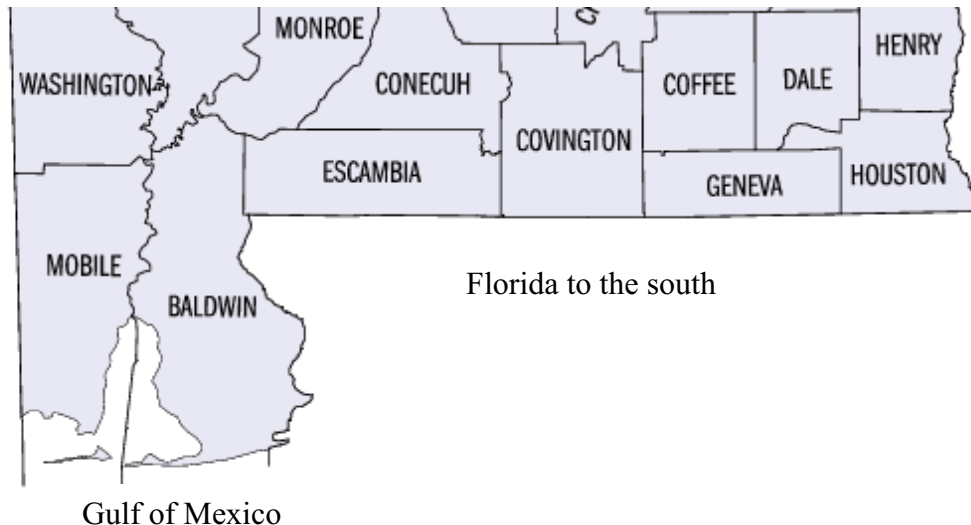 MONROE
HENRY
WASHINGTON
CONECUH
COFFEE
DALE
COVINGTON
ESCAMBIA
GENEVA
HOUSTON
MOBILE
Florida to the south
BALDWIN
Gulf of Mexico